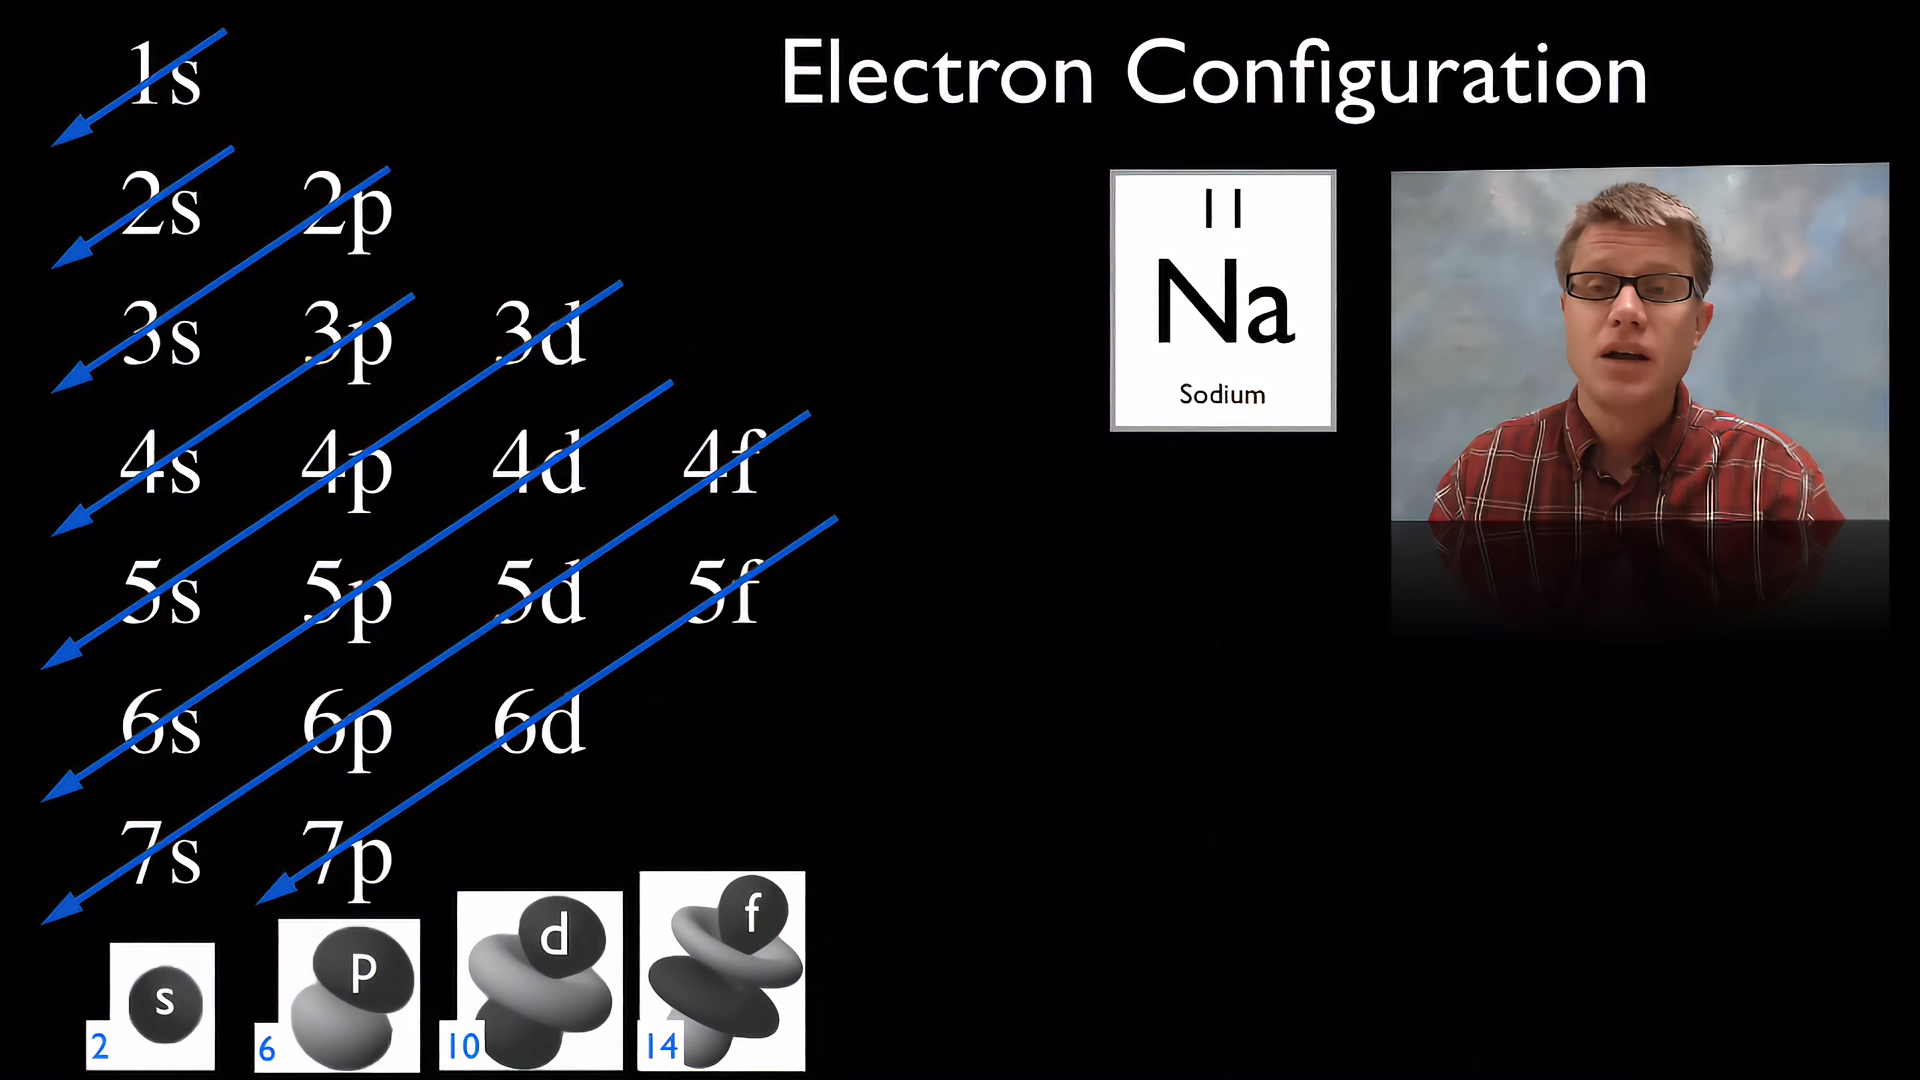 Electron Configuration
1s
2s 2p
3s 3p 3d
4s 4p 4d 4f
5s 5p 5d 5f
6s 6p 6d
7s 7p
11
Na
Sodium
s
p
d
f
2
6
10
14